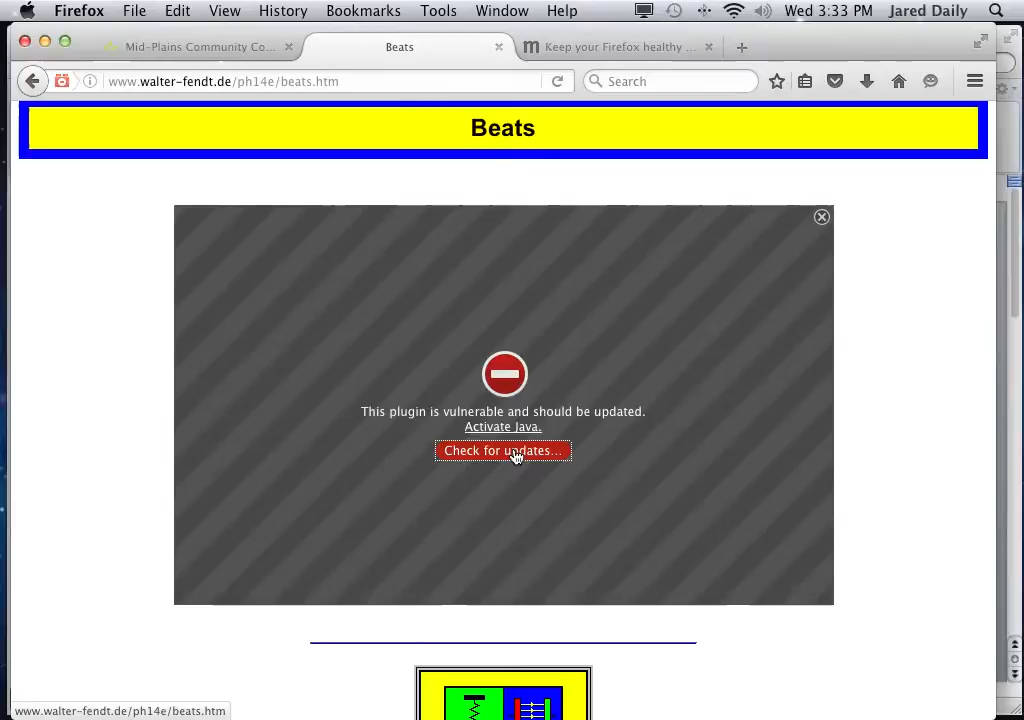 Firefox File Edit View History Bookmarks Tools Window Help Wed 3:33 PM Jared Daily
Mid-Plains Community Co... Beats Keep your Firefox healthy ...
www.walter-fendt.de/ph14e/beats.htm Search
Beats
This plugin is vulnerable and should be updated.
Activate Java.
Check for updates...
www.walter-fendt.de/ph14e/beats.htm